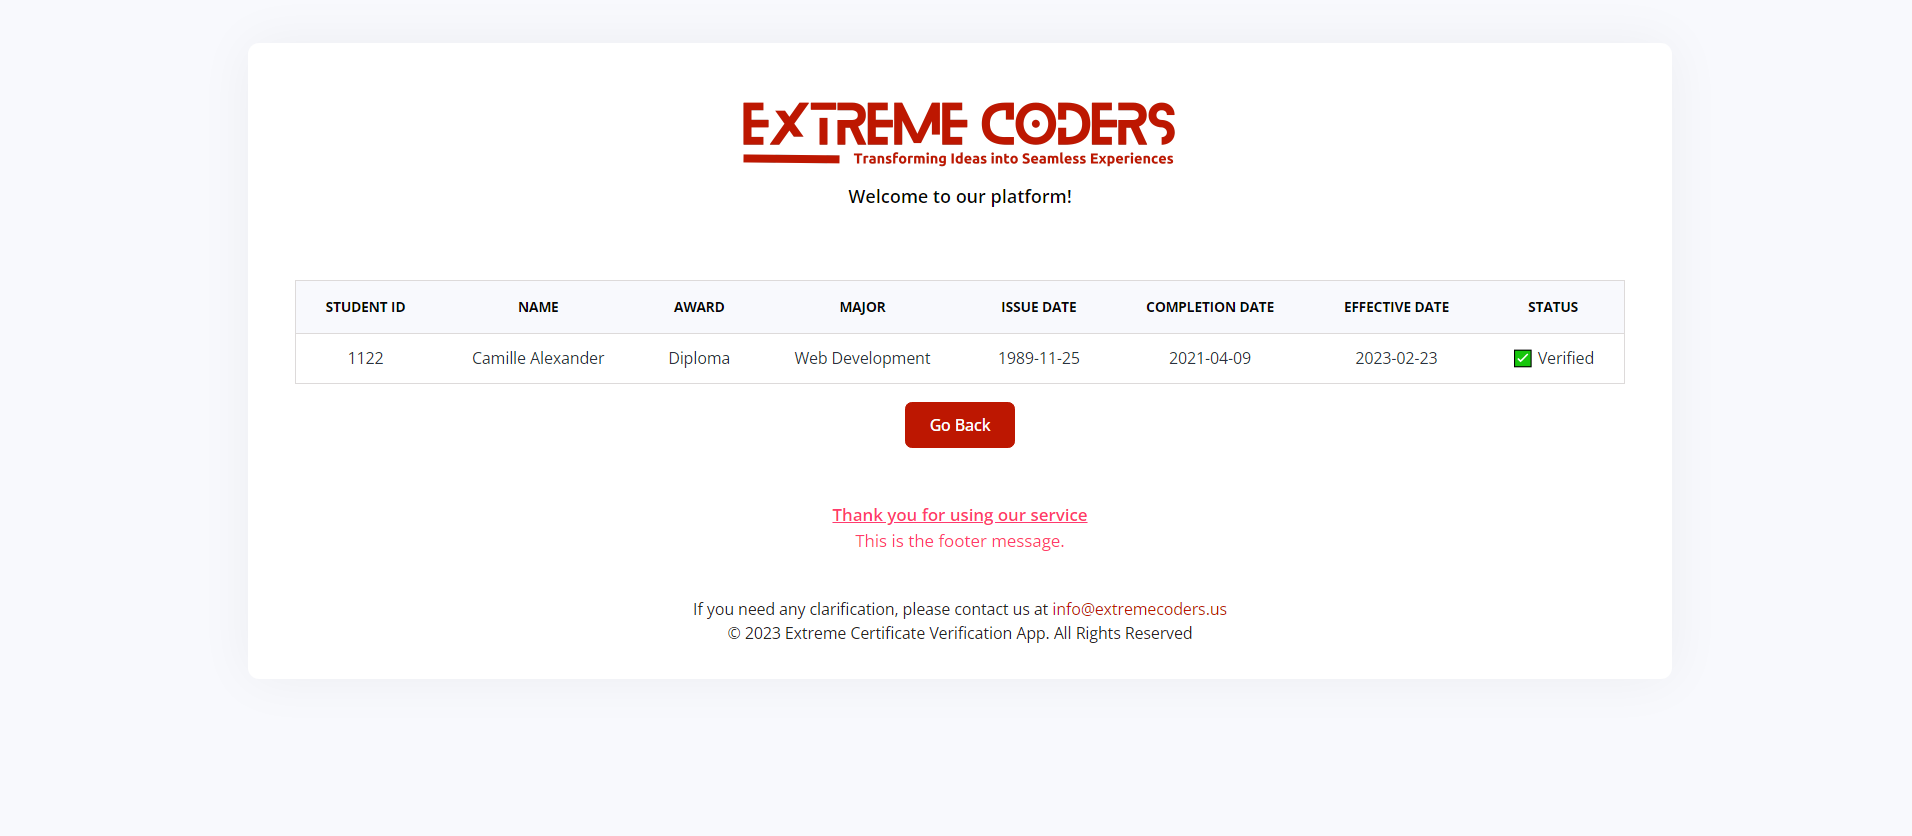 EXTREME CODERS
Transforming Ideas into Seamless Experiences
Welcome to our platform!
STUDENT ID NAME AWARD MAJOR ISSUE DATE COMPLETION DATE EFFECTIVE DATE STATUS
1122 Camille Alexander Diploma Web Development 1989-11-25 2021-04-09 2023-02-23 ✅ Verified
Go Back
Thank you for using our service
This is the footer message.
If you need any clarification, please contact us at info@extremecoders.us
© 2023 Extreme Certificate Verification App. All Rights Reserved